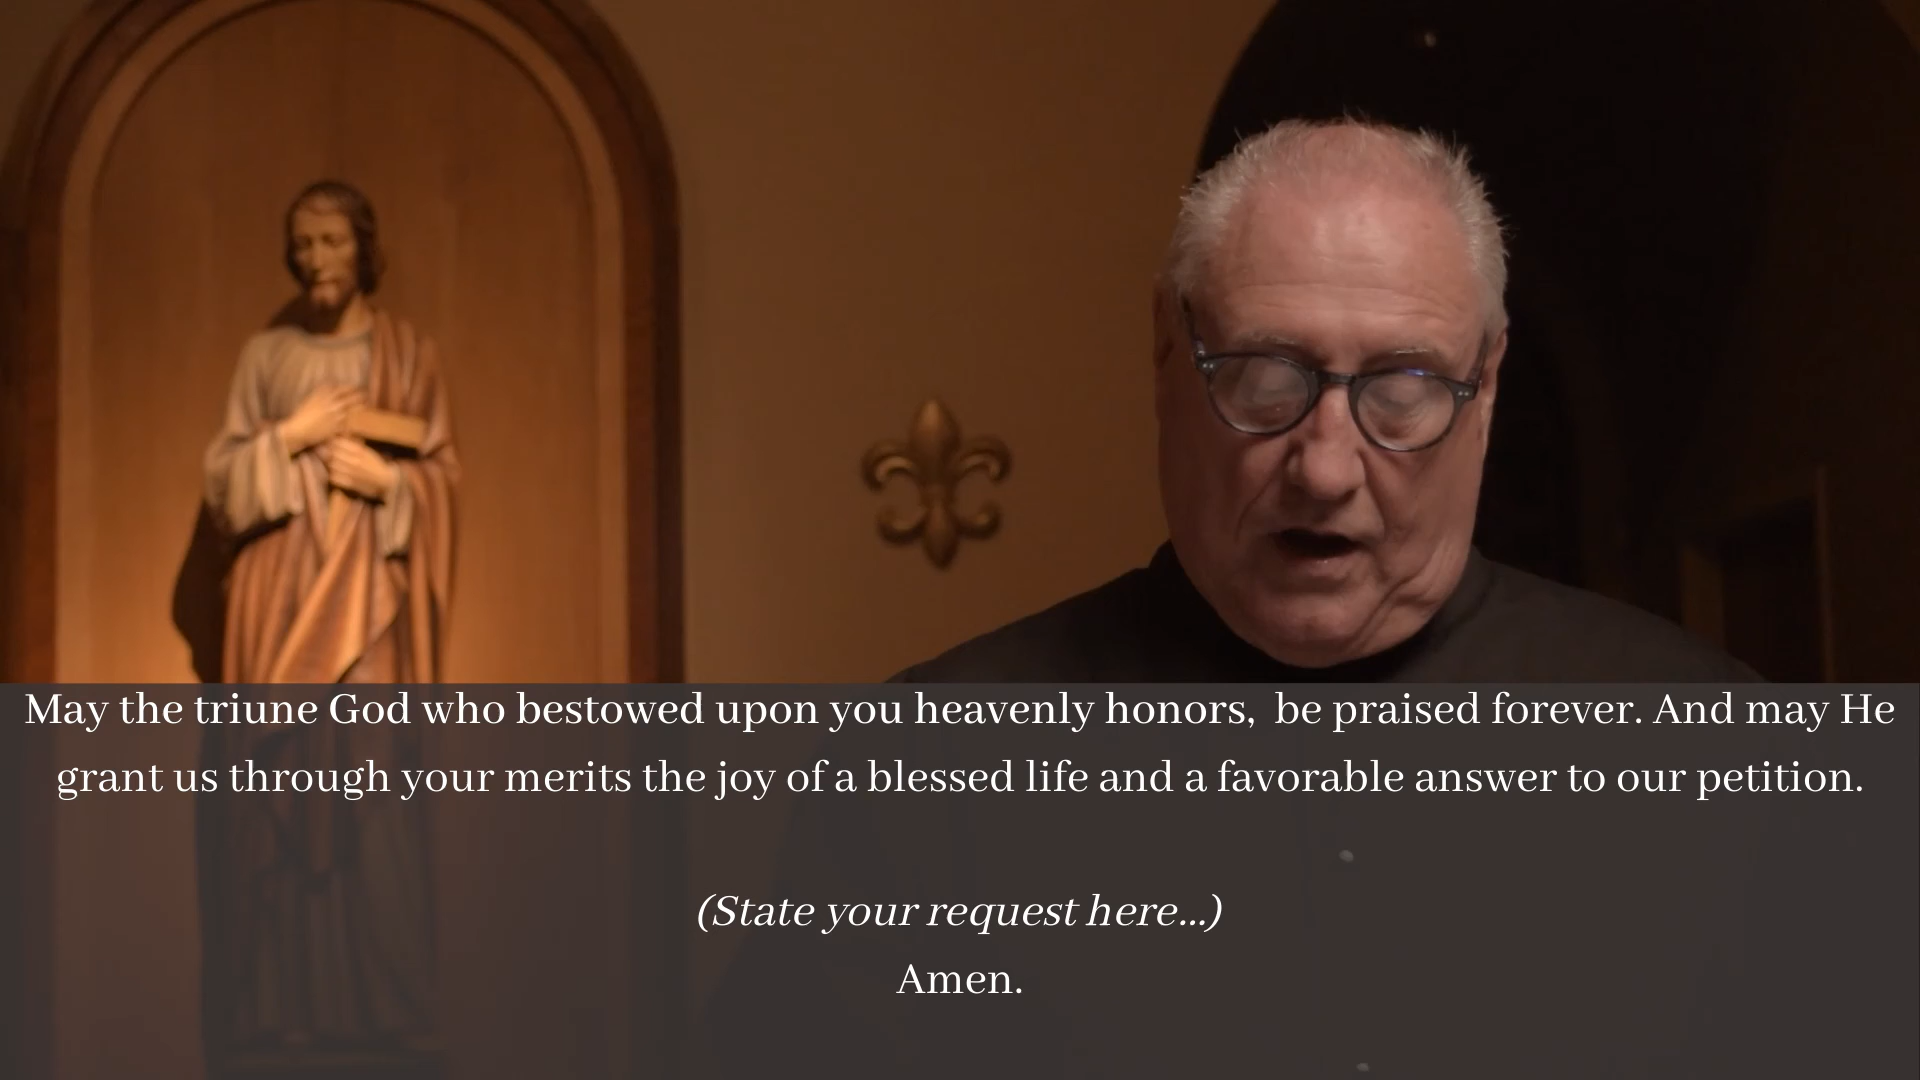 May the triune God who bestowed upon you heavenly honors, be praised forever. And may He
grant us through your merits the joy of a blessed life and a favorable answer to our petition.
(State your request here...)
Amen.